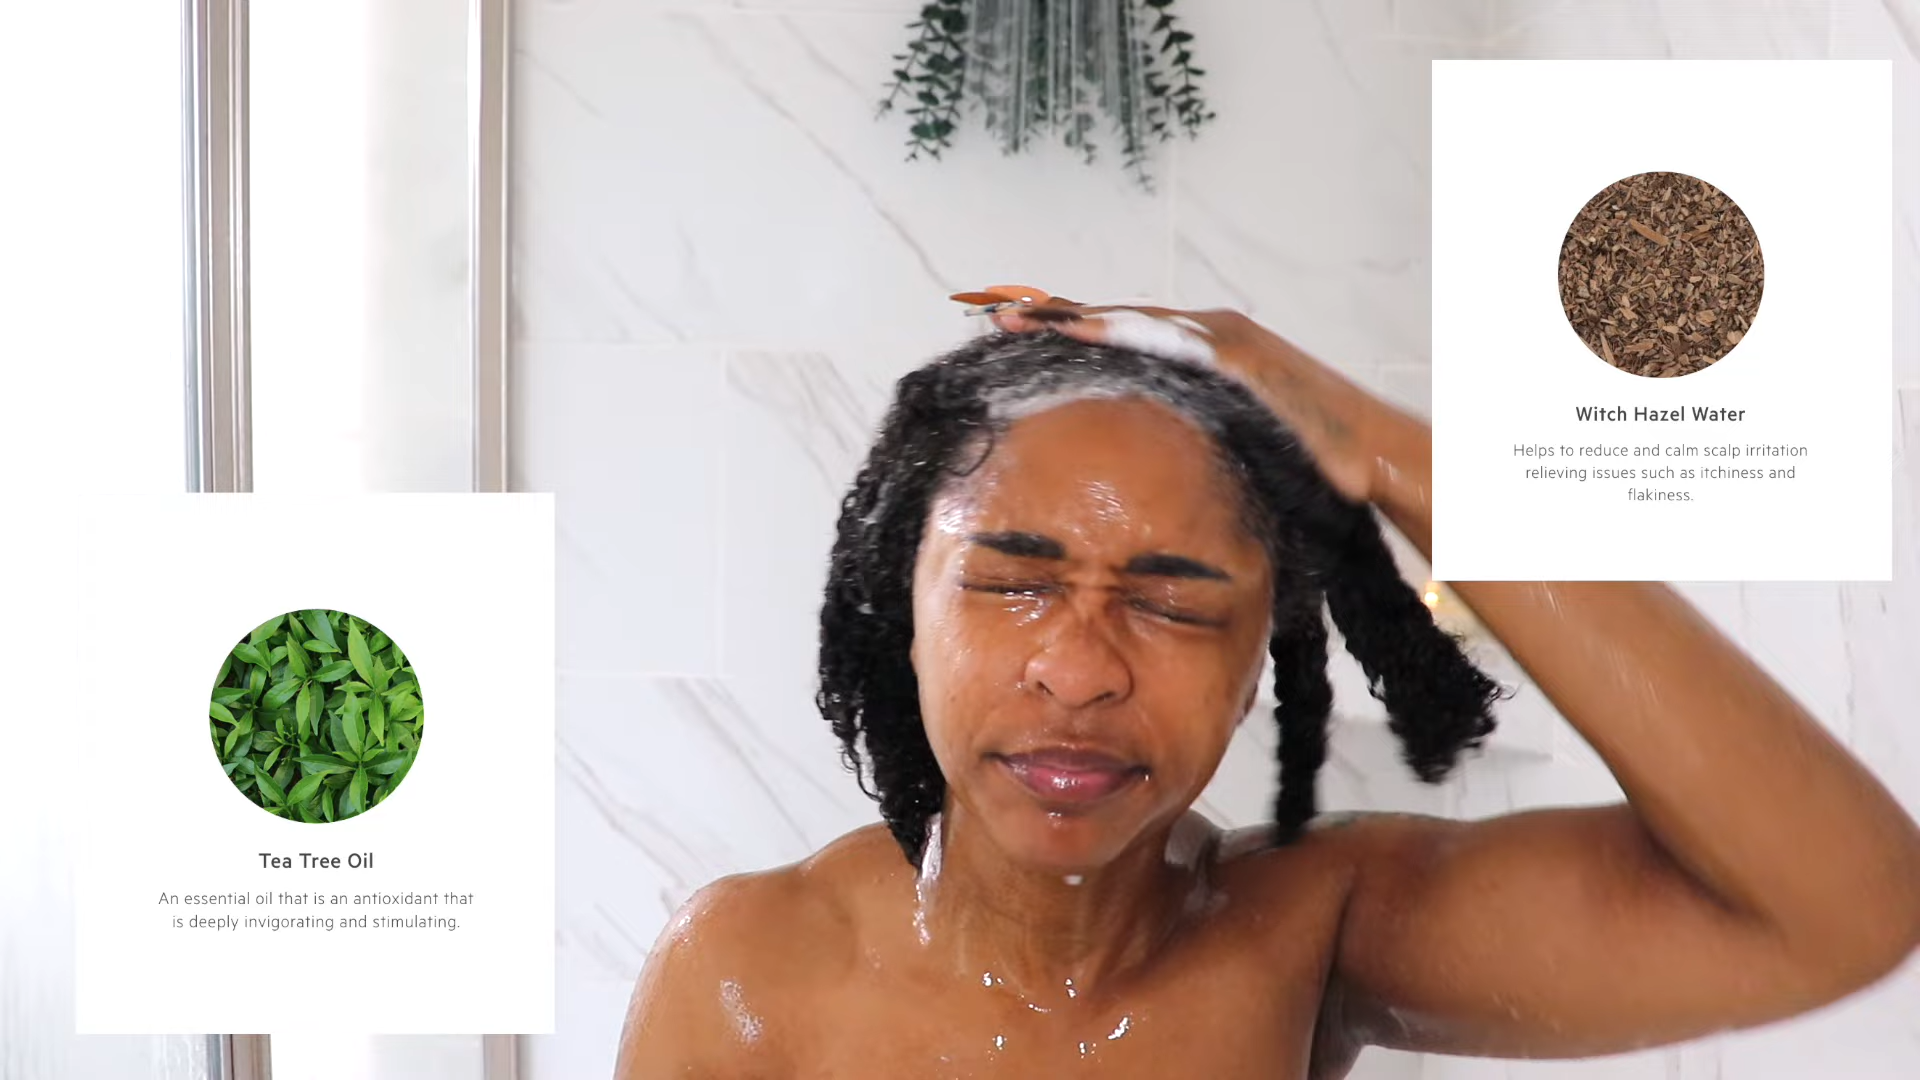 Witch Hazel Water
Helps to reduce and calm scalp irritation
relieving issues such as itchiness and
flakiness.
Tea Tree Oil
An essential oil that is an antioxidant that
is deeply invigorating and stimulating.